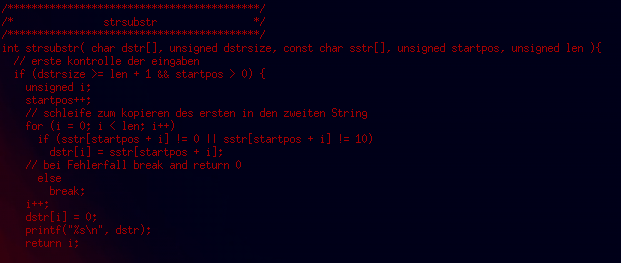 /******************************************/
/*               strsubstr                */
/******************************************/
int strsubstr( char dstr[], unsigned dstrsize, const char sstr[], unsigned startpos, unsigned len ){
  // erste kontrolle der eingaben
  if (dstrsize >= len + 1 && startpos > 0) {
    unsigned i;
    startpos++;
    // schleife zum kopieren des ersten in den zweiten String
    for (i = 0; i < len; i++)
      if (sstr[startpos + i] != 0 || sstr[startpos + i] != 10)
        dstr[i] = sstr[startpos + i];
    // bei Fehlerfall break and return 0
      else
        break;
    i++;
    dstr[i] = 0;
    printf("%s\n", dstr);
    return i;